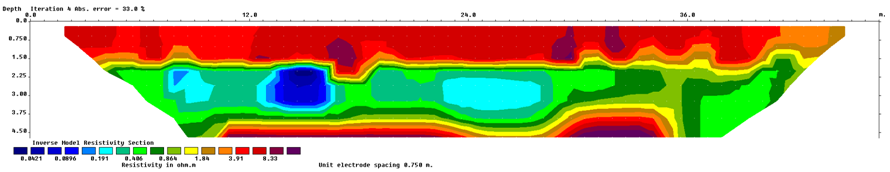 Depth Iteration 4 Abs. error = 33.0 %
0.0 12.0 24.0 36.0 m.
0.0
0.750
1.50
2.25
3.00
3.75
4.50
Inverse Model Resistivity Section
0.0421 0.0896 0.191 0.406 0.864 1.84 3.91 8.33
Resistivity in ohm.m Unit electrode spacing 0.750 m.